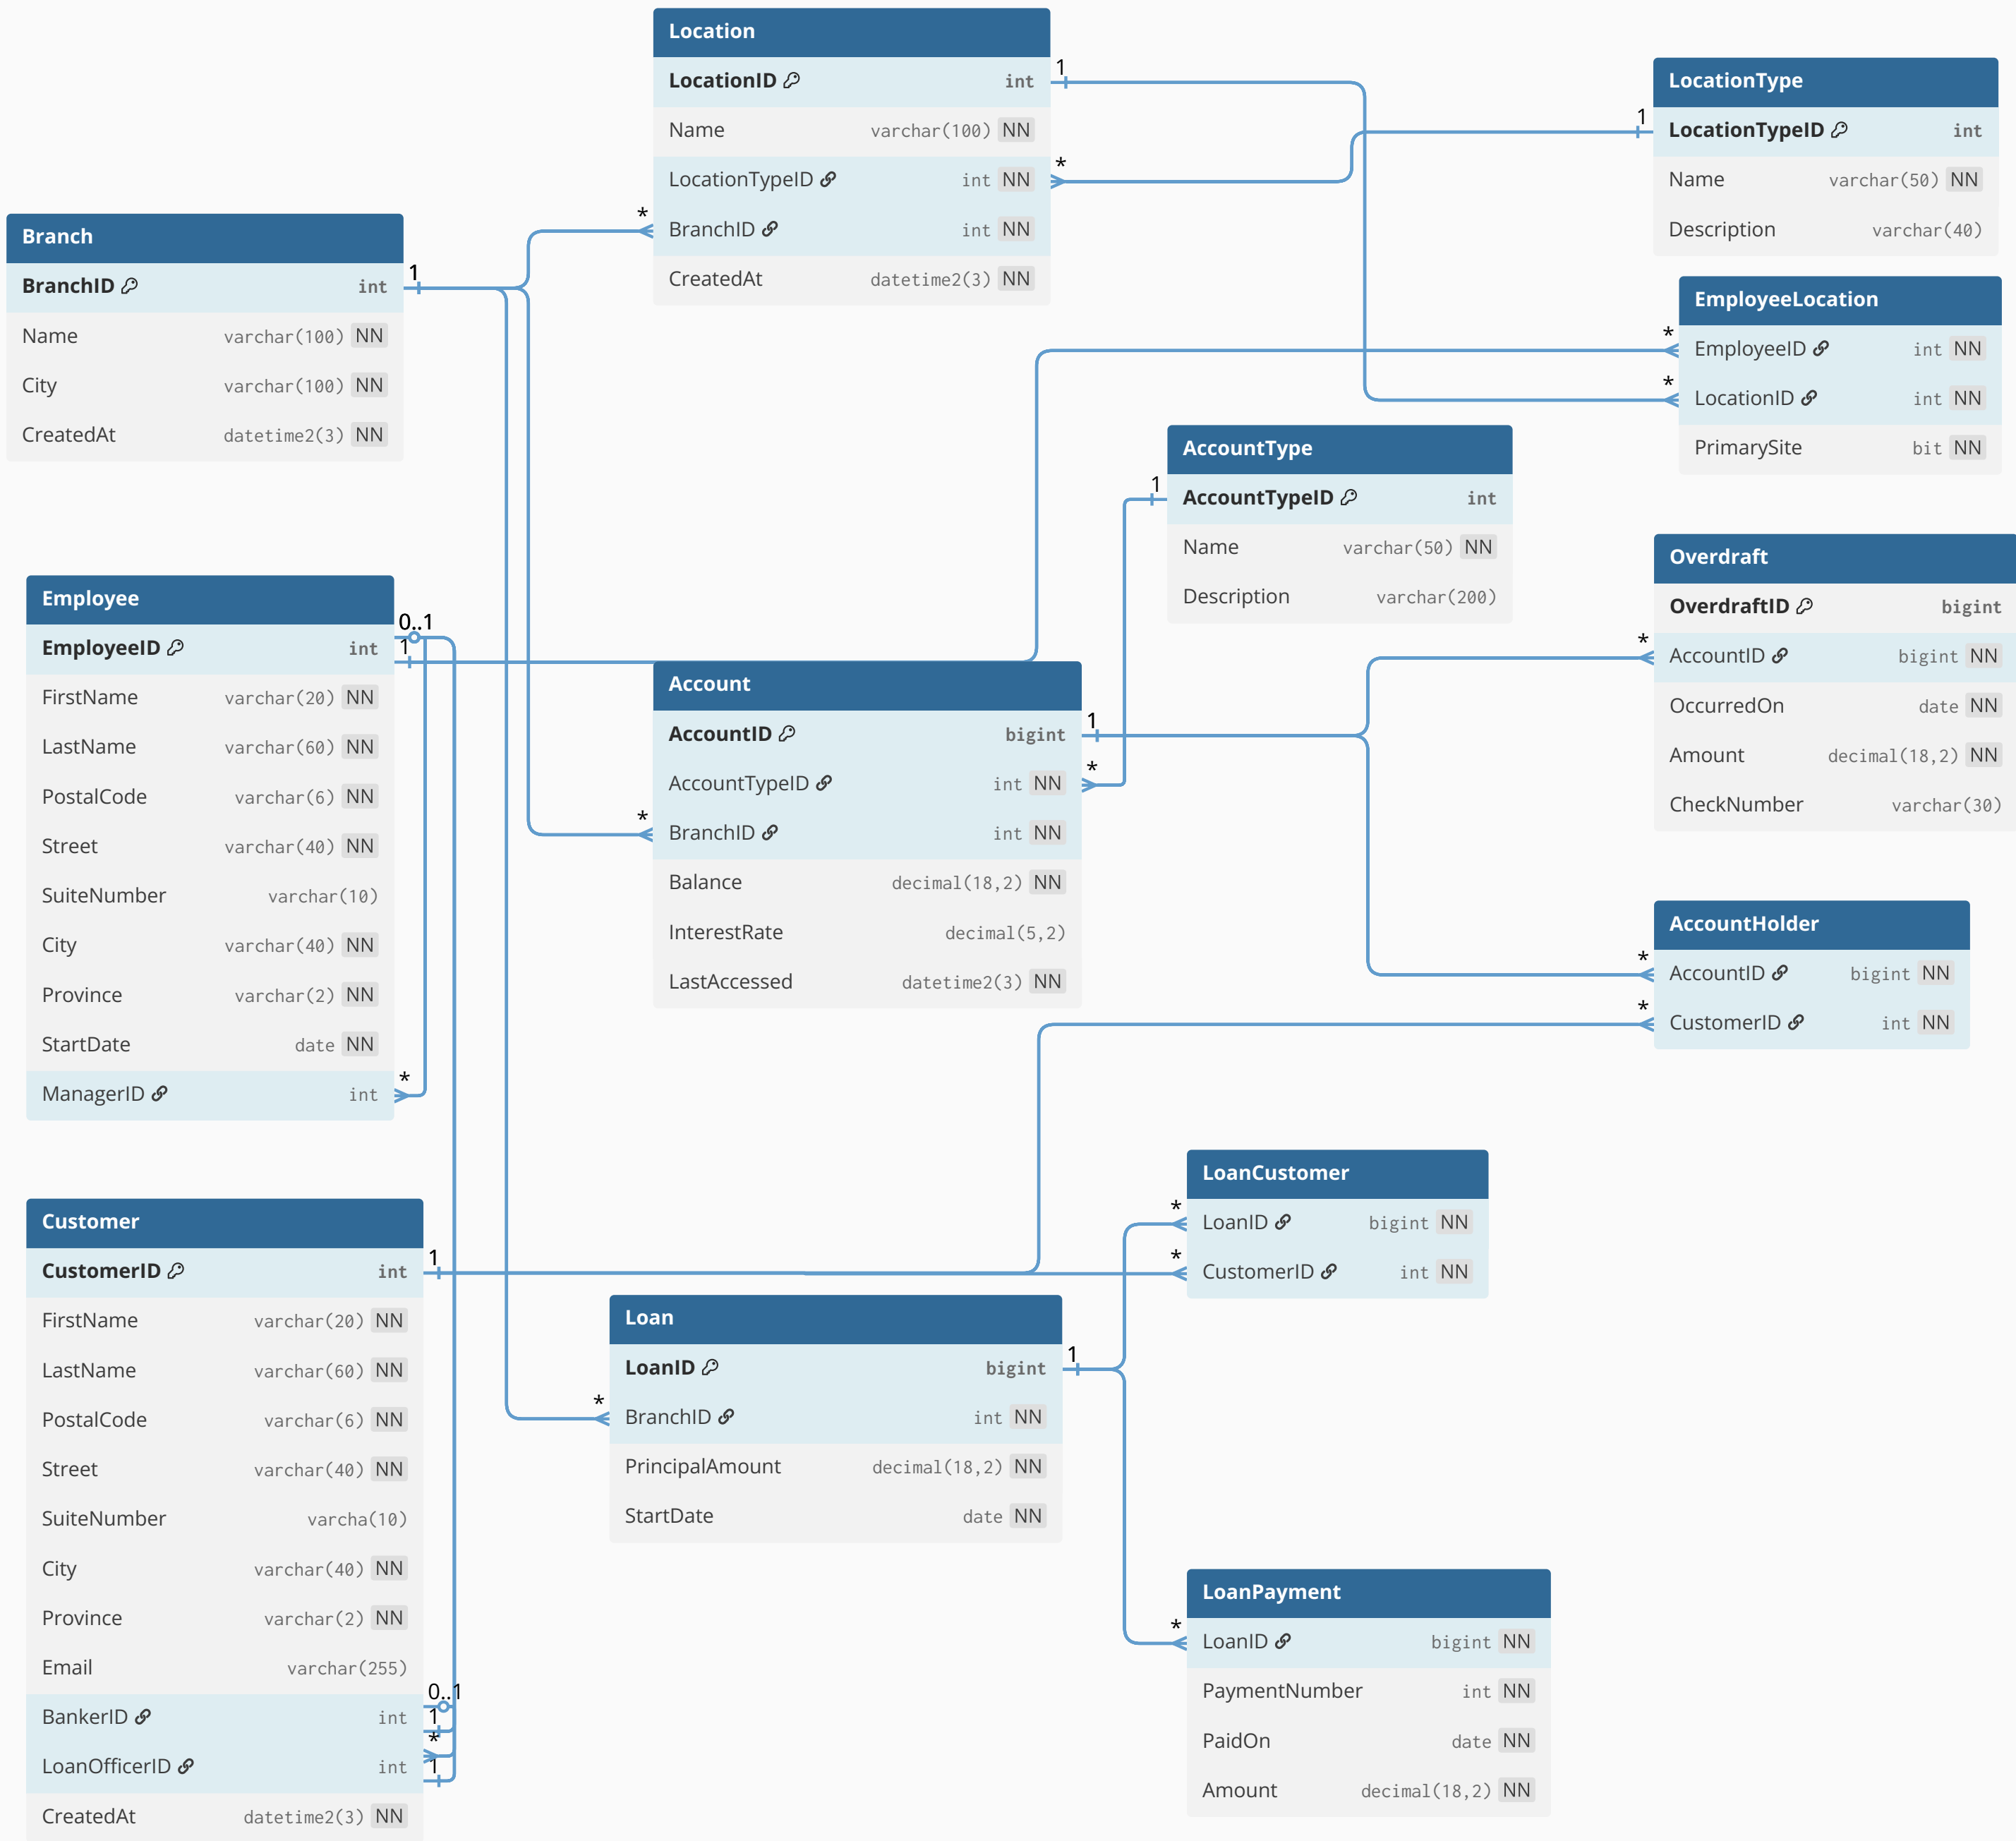 Location
LocationID int
Name varchar(100) NN
LocationTypeID int NN
BranchID int NN
CreatedAt datetime2(3) NN
1
*
*
LocationType
LocationTypeID int
Name varchar(50) NN
Description varchar(40)
1
Branch
BranchID int
Name varchar(100) NN
City varchar(100) NN
CreatedAt datetime2(3) NN
1
EmployeeLocation
EmployeeID int NN
LocationID int NN
PrimarySite bit NN
*
*
AccountType
AccountTypeID int
Name varchar(50) NN
Description varchar(200)
1
Overdraft
OverdraftID bigint
AccountID bigint NN
OccurredOn date NN
Amount decimal(18,2) NN
CheckNumber varchar(30)
*
Employee
EmployeeID int
FirstName varchar(20) NN
LastName varchar(60) NN
PostalCode varchar(6) NN
Street varchar(40) NN
SuiteNumber varchar(10)
City varchar(40) NN
Province varchar(2) NN
StartDate date NN
ManagerID int
0..1
1
*
Account
AccountID bigint
AccountTypeID int NN
BranchID int NN
Balance decimal(18,2) NN
InterestRate decimal(5,2)
LastAccessed datetime2(3) NN
1
*
*
AccountHolder
AccountID bigint NN
CustomerID int NN
*
*
LoanCustomer
LoanID bigint NN
CustomerID int NN
*
*
Customer
CustomerID int
FirstName varchar(20) NN
LastName varchar(60) NN
PostalCode varchar(6) NN
Street varchar(40) NN
SuiteNumber varcha(10)
City varchar(40) NN
Province varchar(2) NN
Email varchar(255)
BankerID int
LoanOfficerID int
CreatedAt datetime2(3) NN
1
0..1
1
*
1
Loan
LoanID bigint
BranchID int NN
PrincipalAmount decimal(18,2) NN
StartDate date NN
1
*
LoanPayment
LoanID bigint NN
PaymentNumber int NN
PaidOn date NN
Amount decimal(18,2) NN
*